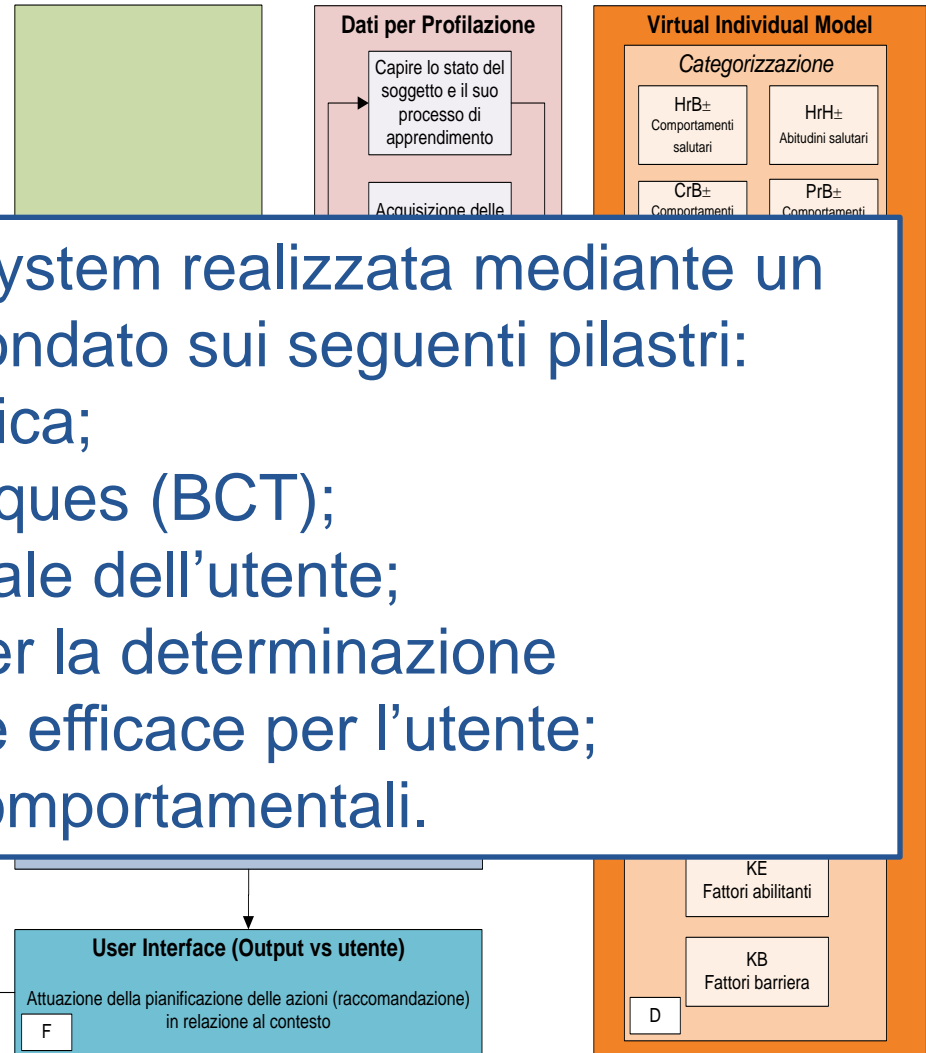 Dati per Profilazione
Capire lo stato del
soggetto e il suo
processo di
apprendimento
Acquisizione delle
Virtual Individual Model
Categorizzazione
HrB±
Comportamenti
salutari
HrH±
Abitudini salutari
CrB±
Comportamenti
PrB±
Comportamenti
ystem realizzata mediante un
ondato sui seguenti pilastri:
ica;
ques (BCT);
ale dell’utente;
er la determinazione
e efficace per l’utente;
omportamentali.
KE
Fattori abilitanti
KB
Fattori barriera
D
User Interface (Output vs utente)
Attuazione della pianificazione delle azioni (raccomandazione)
in relazione al contesto
F